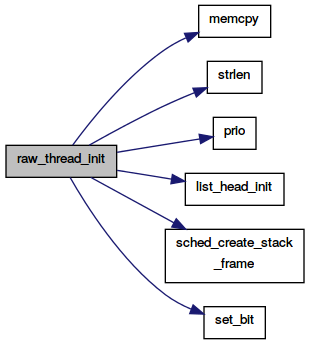 memcpy
strlen
prio
raw_thread_init
list_head_init
sched_create_stack
_frame
set_bit